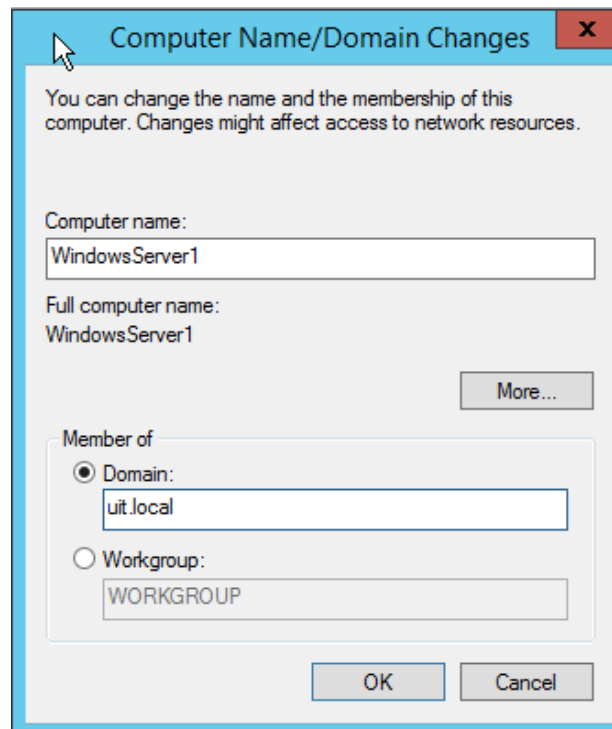 Computer Name/Domain Changes
x
You can change the name and the membership of this
computer. Changes might affect access to network resources.
Computer name:
WindowsServer1
Full computer name:
WindowsServer1
More...
Member of
Domain:
uit.local
Workgroup:
WORKGROUP
OK
Cancel